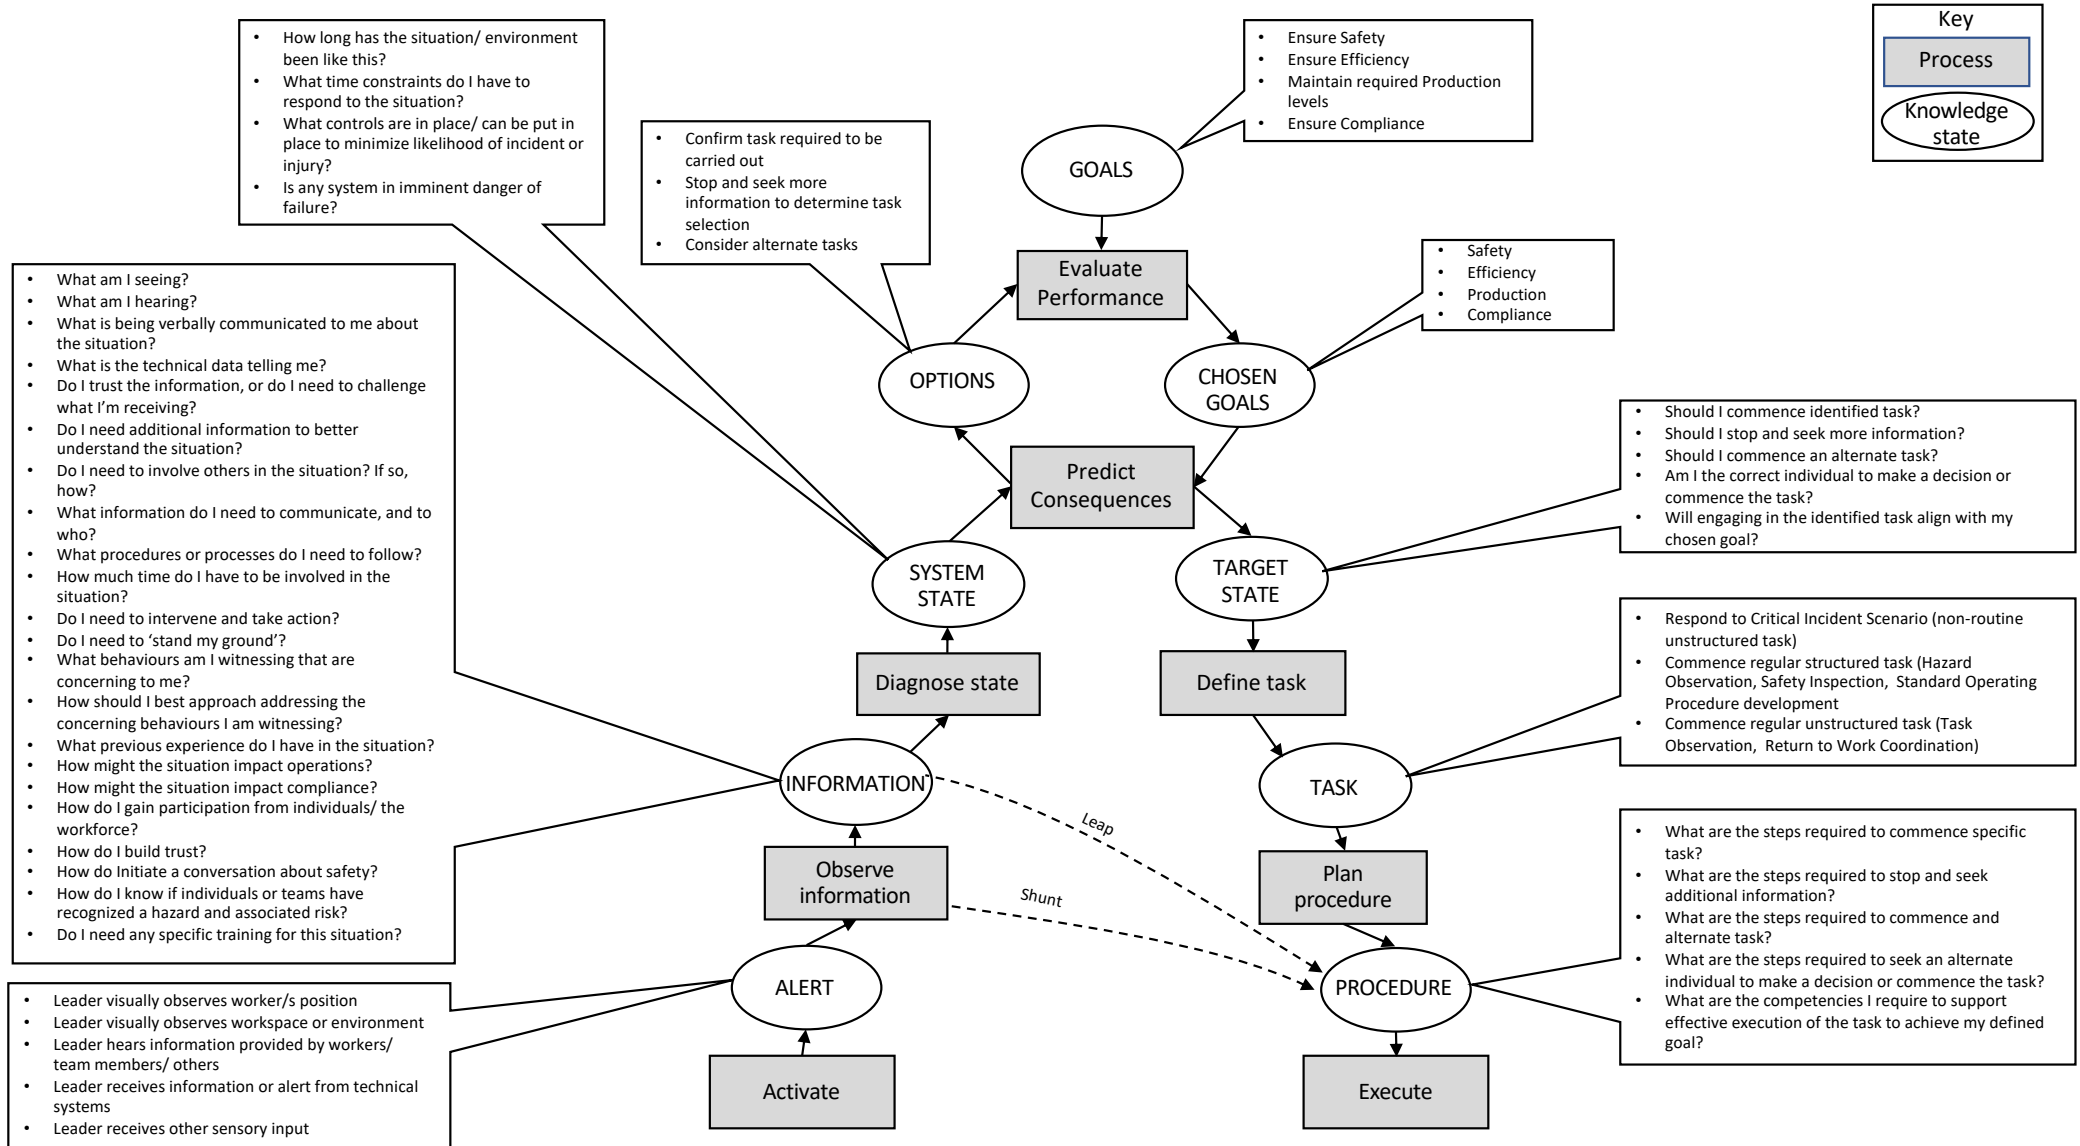 • How long has the situation/ environment
been like this?
• What time constraints do I have to
respond to the situation?
• What controls are in place/ can be put in
place to minimize likelihood of incident or
injury?
• Is any system in imminent danger of
failure?
• Confirm task required to be
carried out
• Stop and seek more
information to determine task
selection
• Consider alternate tasks
• Ensure Safety
• Ensure Efficiency
• Maintain required Production
levels
• Ensure Compliance
Key
Process
Knowledge
state
GOALS
Evaluate
Performance
• Safety
• Efficiency
• Production
• Compliance
OPTIONS
CHOSEN
GOALS
Predict
Consequences
SYSTEM
STATE
TARGET
STATE
• Should I commence identified task?
• Should I stop and seek more information?
• Should I commence an alternate task?
• Am I the correct individual to make a decision or
commence the task?
• Will engaging in the identified task align with my
chosen goal?
Diagnose state
Define task
• Respond to Critical Incident Scenario (non-routine
unstructured task)
• Commence regular structured task (Hazard
Observation, Safety Inspection, Standard Operating
Procedure development
• Commence regular unstructured task (Task
Observation, Return to Work Coordination)
• What am I seeing?
• What am I hearing?
• What is being verbally communicated to me about
the situation?
• What is the technical data telling me?
• Do I trust the information, or do I need to challenge
what I'm receiving?
• Do I need additional information to better
understand the situation?
• Do I need to involve others in the situation? If so,
how?
• What information do I need to communicate, and to
who?
• What procedures or processes do I need to follow?
• How much time do I have to be involved in the
situation?
• Do I need to intervene and take action?
• Do I need to ‘stand my ground’?
• What behaviours am I witnessing that are
concerning to me?
• How should I best approach addressing the
concerning behaviours I am witnessing?
• What previous experience do I have in the situation?
• How might the situation impact operations?
• How might the situation impact compliance?
• How do I gain participation from individuals/ the
workforce?
• How do I build trust?
• How do Initiate a conversation about safety?
• How do I know if individuals or teams have
recognized a hazard and associated risk?
• Do I need any specific training for this situation?
INFORMATION
TASK
Leap
Observe
information
Shunt
Plan
procedure
• What are the steps required to commence specific
task?
• What are the steps required to stop and seek
additional information?
• What are the steps required to commence and
alternate task?
• What are the steps required to seek an alternate
individual to make a decision or commence the task?
• What are the competencies I require to support
effective execution of the task to achieve my defined
goal?
ALERT
PROCEDURE
• Leader visually observes worker/s position
• Leader visually observes workspace or environment
• Leader hears information provided by workers/
team members/ others
• Leader receives information or alert from technical
systems
• Leader receives other sensory input
Activate
Execute